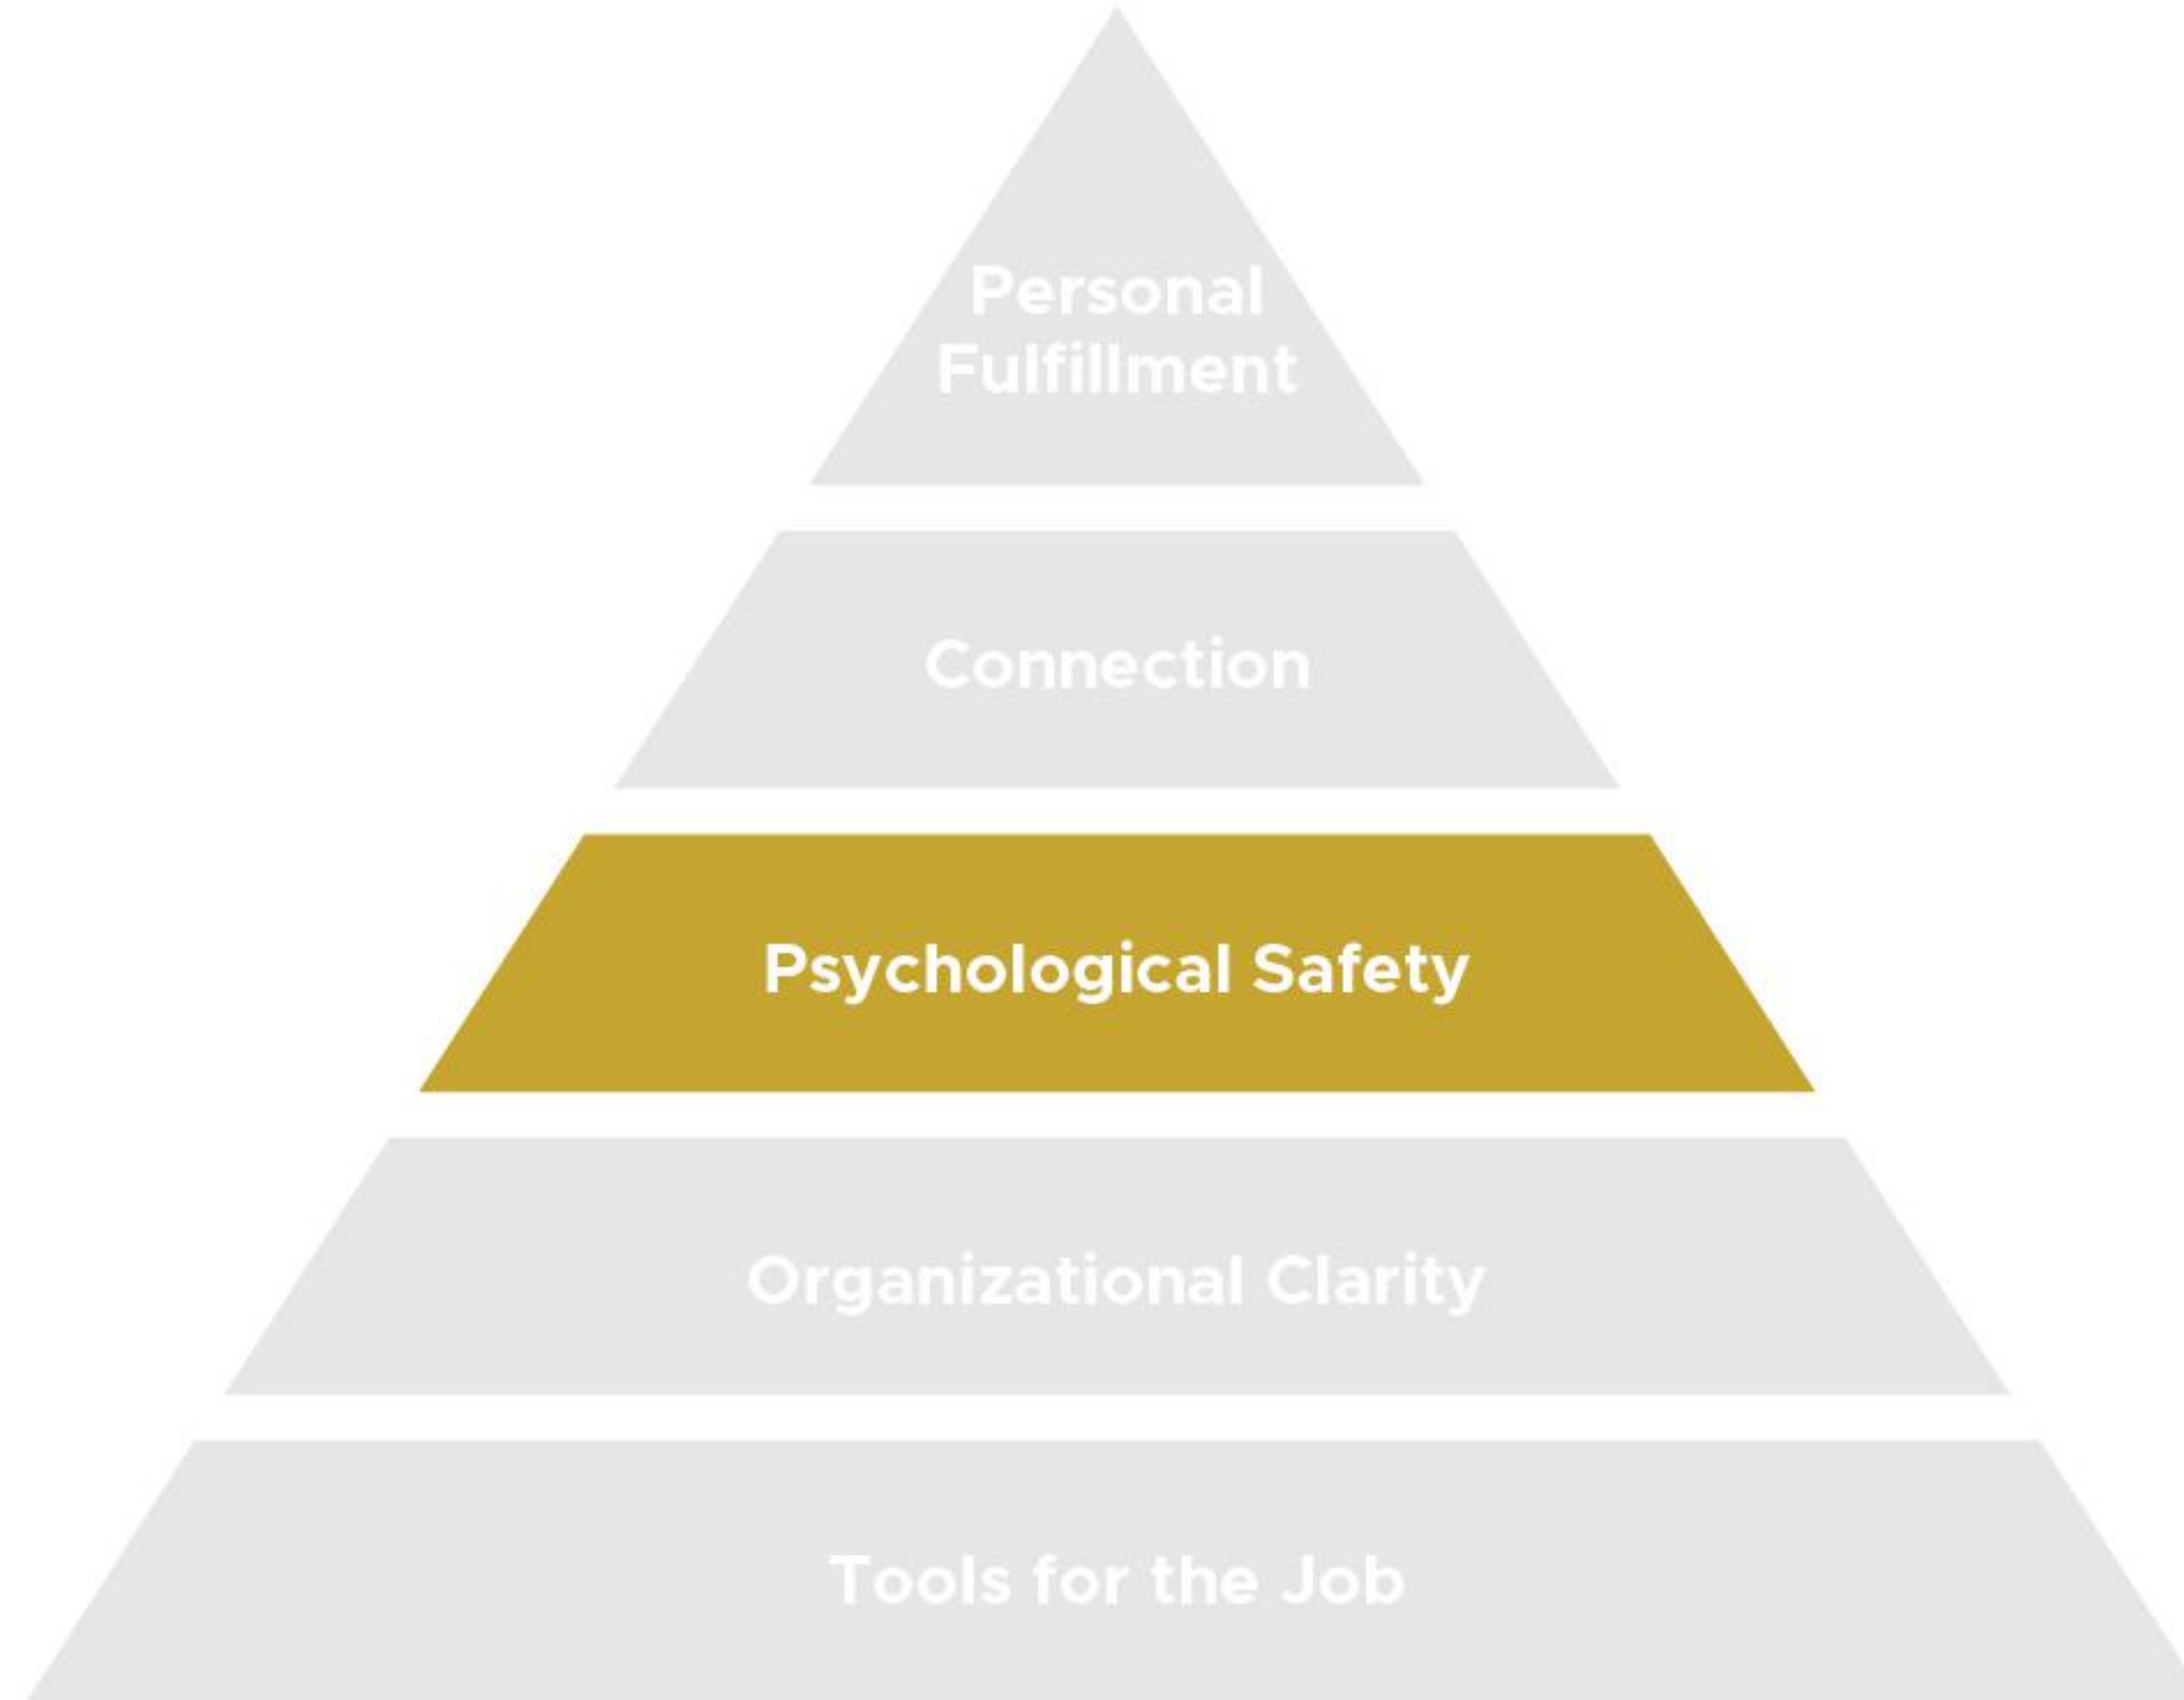 Personal
Fulfillment
Connection
Psychological Safety
Organizational Clarity
Tools for the Job